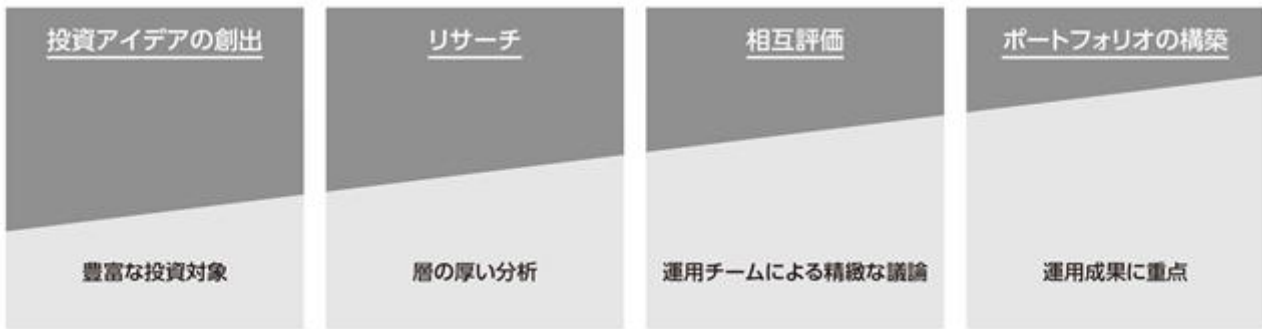 投資アイデアの創出
リサーチ
相互評価
ポートフォリオの構築
豊富な投資対象
層の厚い分析
運用チームによる精緻な議論
運用成果に重点